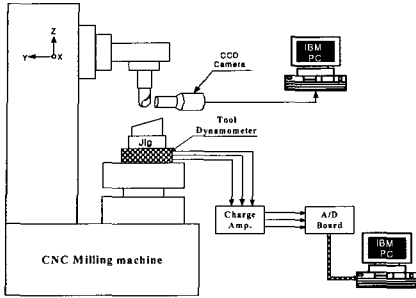 Z
Y
X
CCD
Camera
IBM
PC
Jig
Tool
Dynamometer
Charge
Amp.
A/D
Board
IBM
PC
CNC Milling machine